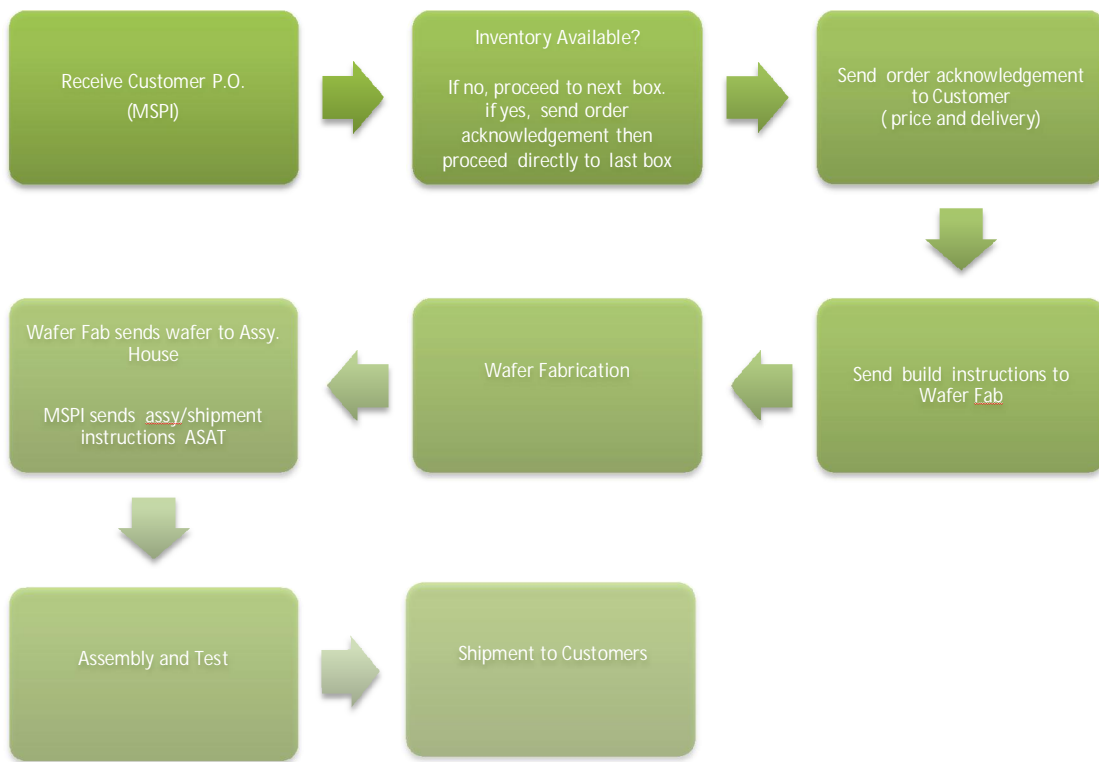 Receive Customer P.O.
(MSPI)
Inventory Available?
If no, proceed to next box.
if yes, send order
acknowledgement then
proceed directly to last box
Send order acknowledgement
to Customer
( price and delivery)
Wafer Fab sends wafer to Assy.
House
MSPI sends assy/shipment
instructions ASAT
Wafer Fabrication
Send build instructions to
Wafer Fab
Assembly and Test
Shipment to Customers